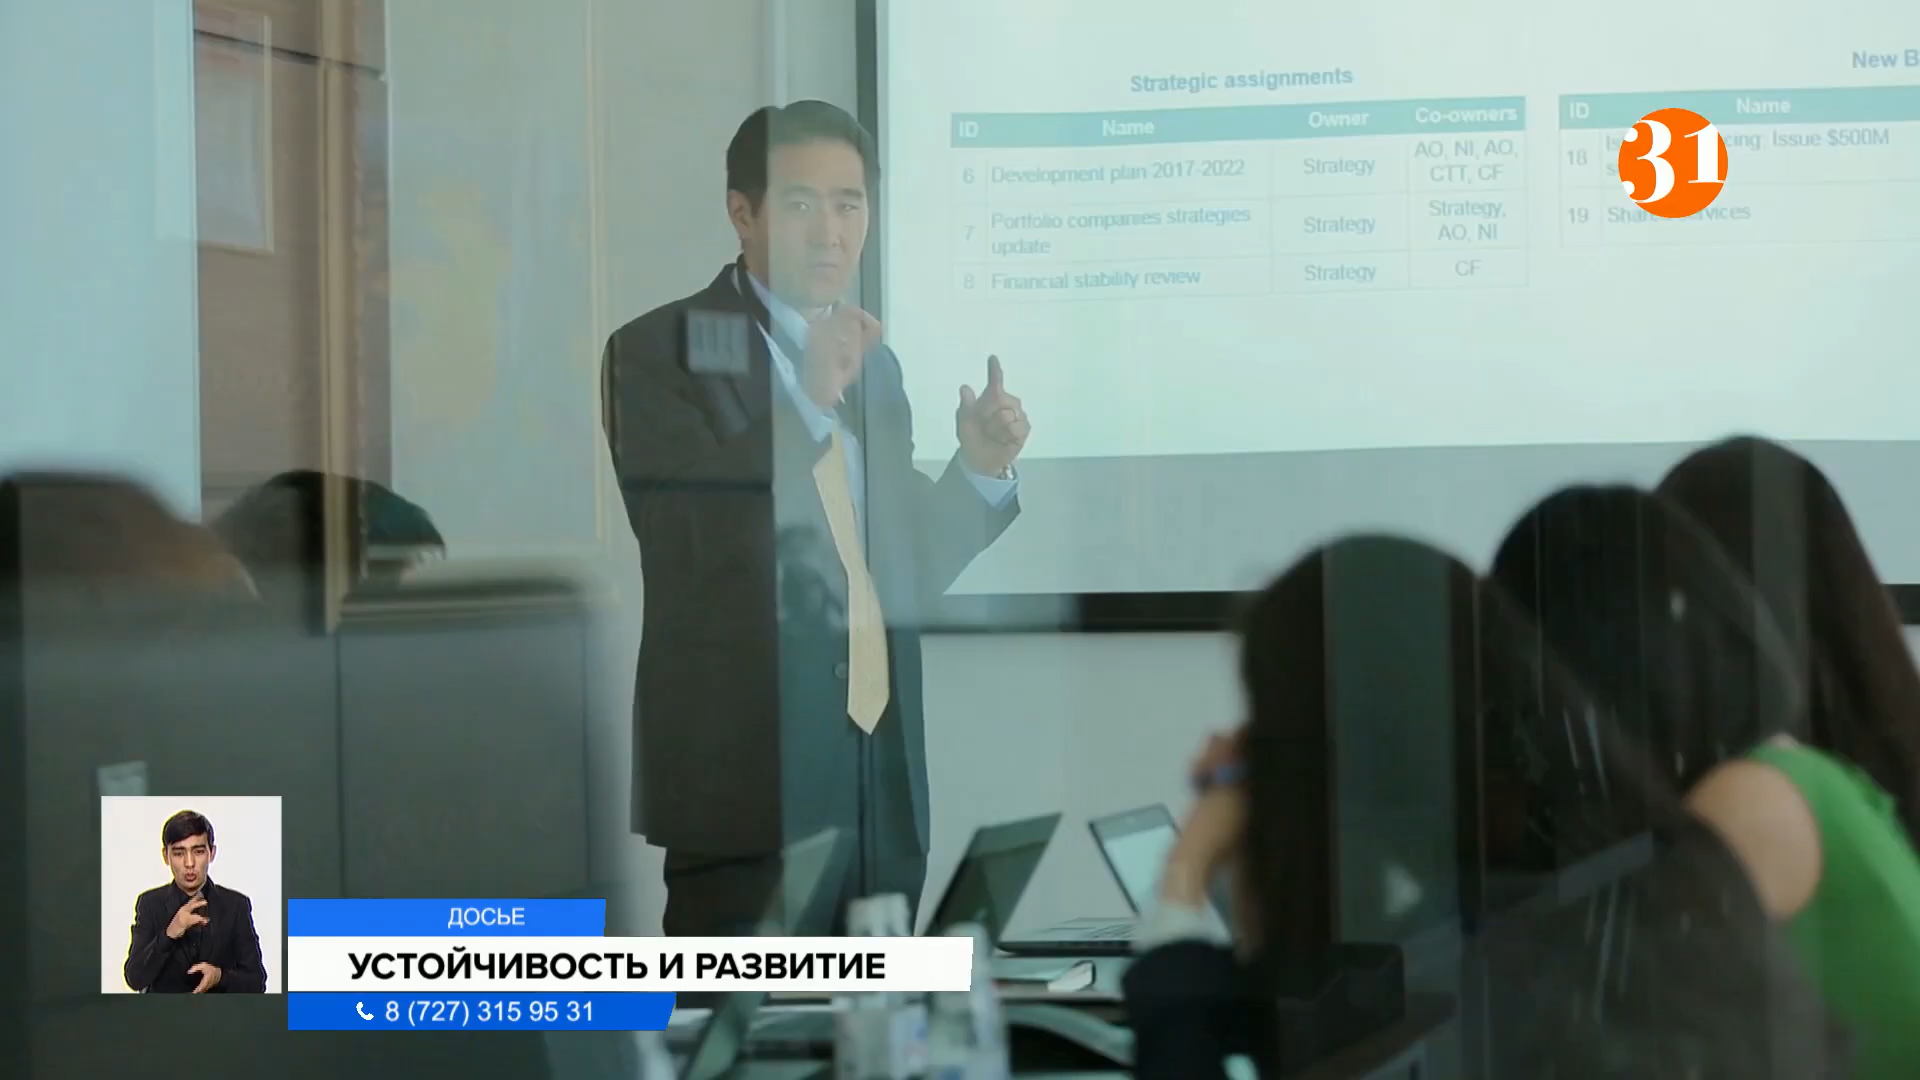 New B
Strategic assignments
ID Name Owner Co-owners
6 Development plan 2017-2022 Strategy AO, NI, AO,
CTT, CF
7 Portfolio companies strategies
update Strategy Strategy,
AO, NI
8 Financial stability review Strategy CF
ID Name
18 Issue $500M
19
31
ДОСЬЕ
УСТОЙЧИВОСТЬ И РАЗВИТИЕ
8 (727) 315 95 31